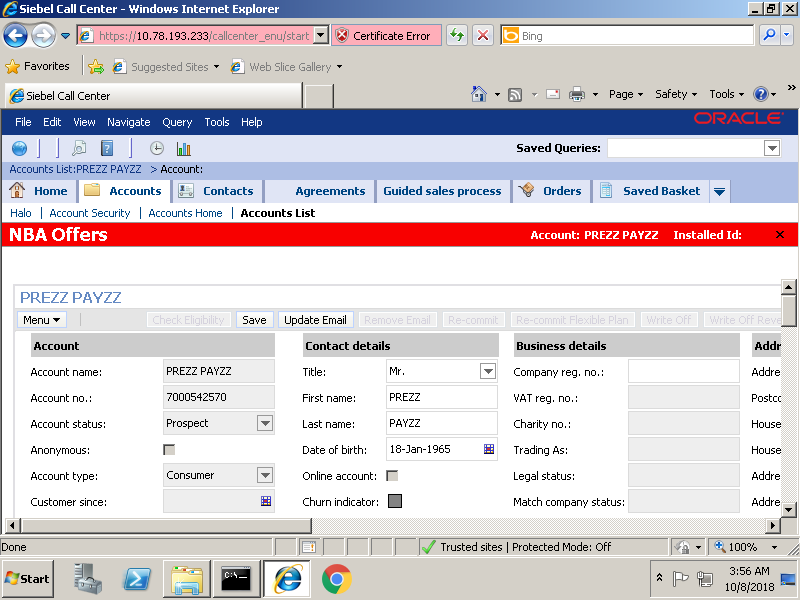 Siebel Call Center - Windows Internet Explorer
https://10.78.193.233/callcenter_enu/start
Certificate Error
Bing
Favorites
Suggested Sites
Web Slice Gallery
Siebel Call Center
Page
Safety
Tools
»
File Edit View Navigate Query Tools Help
ORACLE
Saved Queries:
Accounts List:PREZZ PAYZZ > Account:
Home
Accounts
Contacts
Agreements
Guided sales process
Orders
Saved Basket
Halo | Account Security | Accounts Home | Accounts List
NBA Offers
Account: PREZZ PAYZZ Installed Id:
PREZZ PAYZZ
Menu
Check Eligibility
Save
Update Email
Remove Email
Re-commit
Re-commit Flexible Plan
Write Off
Write Off Reve
Account
Contact details
Business details
Addr
Account name: PREZZ PAYZZ
Title: Mr.
Company reg. no.:
Addre
Account no.: 7000542570
First name: PREZZ
VAT reg. no.:
Postco
Account status: Prospect
Last name: PAYZZ
Charity no.:
House
Anonymous:
Date of birth: 18-Jan-1965
Trading As:
House
Account type: Consumer
Online account:
Legal status:
Addre
Customer since:
Churn indicator:
Match company status:
Addre
Done
Trusted sites | Protected Mode: Off
100%
Start
C:\
3:56 AM
10/8/2018